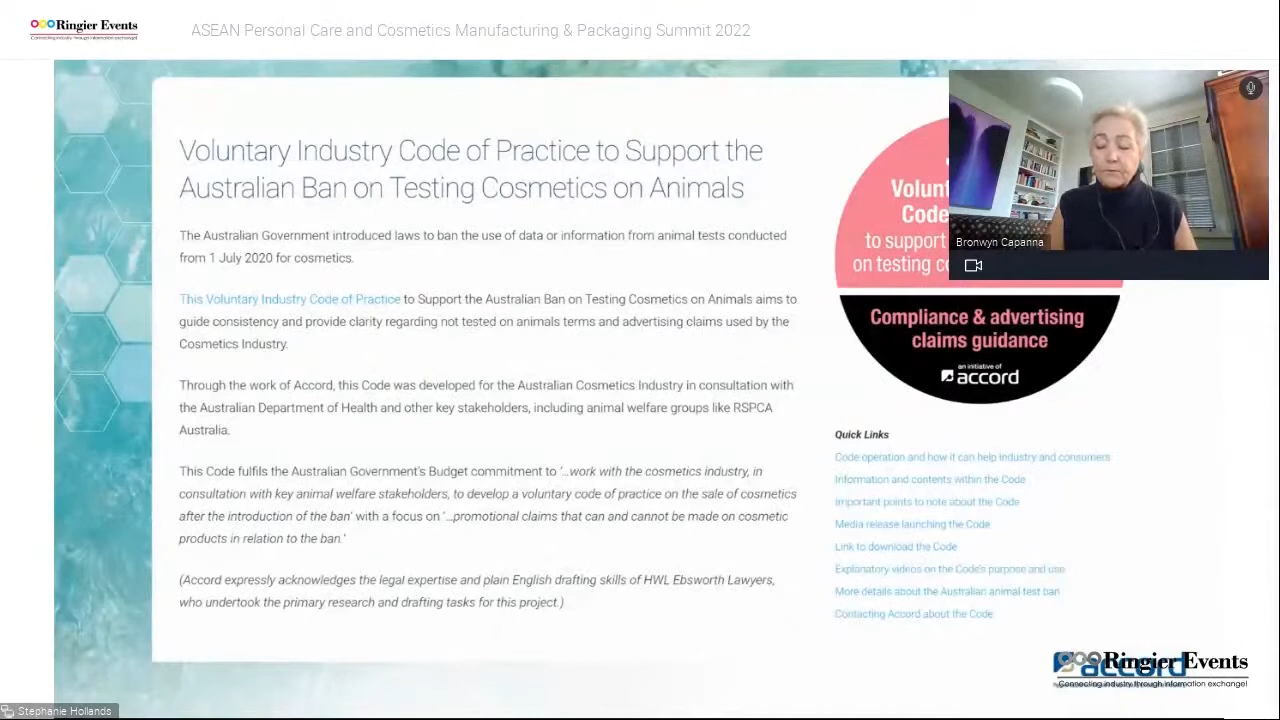 Ringier Events
Connecting industry through information exchange!
ASEAN Personal Care and Cosmetics Manufacturing & Packaging Summit 2022
Voluntary Industry Code of Practice to Support the
Australian Ban on Testing Cosmetics on Animals
The Australian Government introduced laws to ban the use of data or information from animal tests conducted
from 1 July 2020 for cosmetics.
This Voluntary Industry Code of Practice to Support the Australian Ban on Testing Cosmetics on Animals aims to
guide consistency and provide clarity regarding not tested on animals terms and advertising claims used by the
Cosmetics Industry.
Through the work of Accord, this Code was developed for the Australian Cosmetics Industry in consultation with
the Australian Department of Health and other key stakeholders, including animal welfare groups like RSPCA
Australia.
This Code fulfils the Australian Govenent's Budget commitment to '…work with the cosmetics industry, in
consultation with key animal welfare stakeholders, to develop a voluntary code of practice on the sale of cosmetics
after the introduction of the ban' with a focus on '…promotional claims that can and cannot be made on cosmetic
products in relation to the ban.'
(Accord expressly acknowledges the legal expertise and plain English drafting skills of HWL Ebsworth Lawyers,
who undertook the primary research and drafting tasks for this project.)
Volunt
Code
to support
on testing co
Compliance & advertising
claims guidance
an initiative of
accord
Bronwyn Capanna
Quick Links
Code operation and how it can help industry and consumers
Information and contents within the Code
Important points to note about the Code
Media release launching the Code
Link to download the Code
Explanatory videos on the Code's purpose and use
More details about the Australian animal test ban
Contacting Accord about the Code
accord
Ringier Events
Connecting industry through information exchange!
Stephanie Hollands